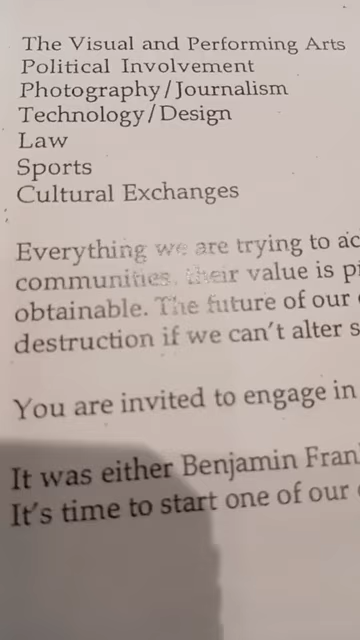 The Visual and Performing Arts
Political Involvement
Photography/Journalism
Technology/Design
Law
Sports
Cultural Exchanges
Everything we are trying to ac
communities, their value is pi
obtainable. The future of our
destruction if we can't alter s
You are invited to engage in
It was either Benjamin Fran
It's time to start one of our